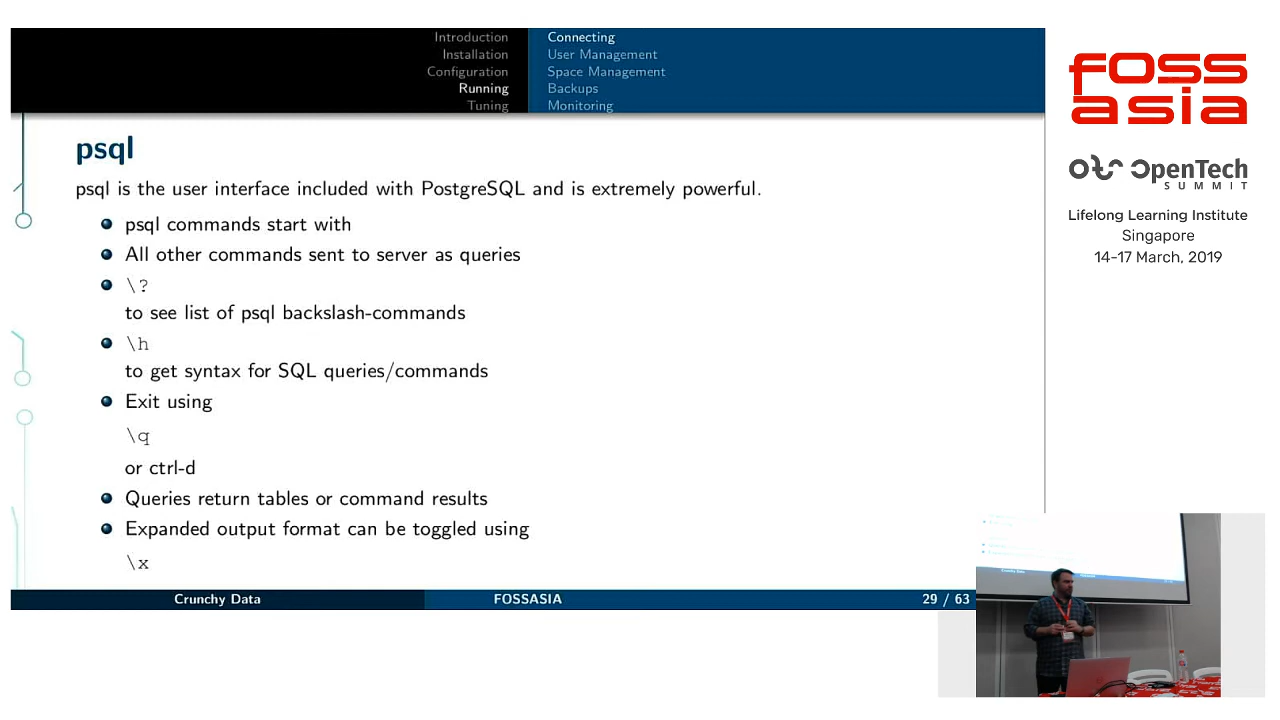 Introduction
Installation
Configuration
Running
Tuning
Connecting
User Management
Space Management
Backups
Monitoring
psql
psql is the user interface included with PostgreSQL and is extremely powerful.
psql commands start with
All other commands sent to server as queries
\?
to see list of psql backslash-commands
\h
to get syntax for SQL queries/commands
Exit using
\q
or ctrl-d
Queries return tables or command results
Expanded output format can be toggled using
\x
Crunchy Data
FOSSASIA
29 / 63
fOSS
asia
OpenTech
SUMMIT
Lifelong Learning Institute
Singapore
14-17 March, 2019